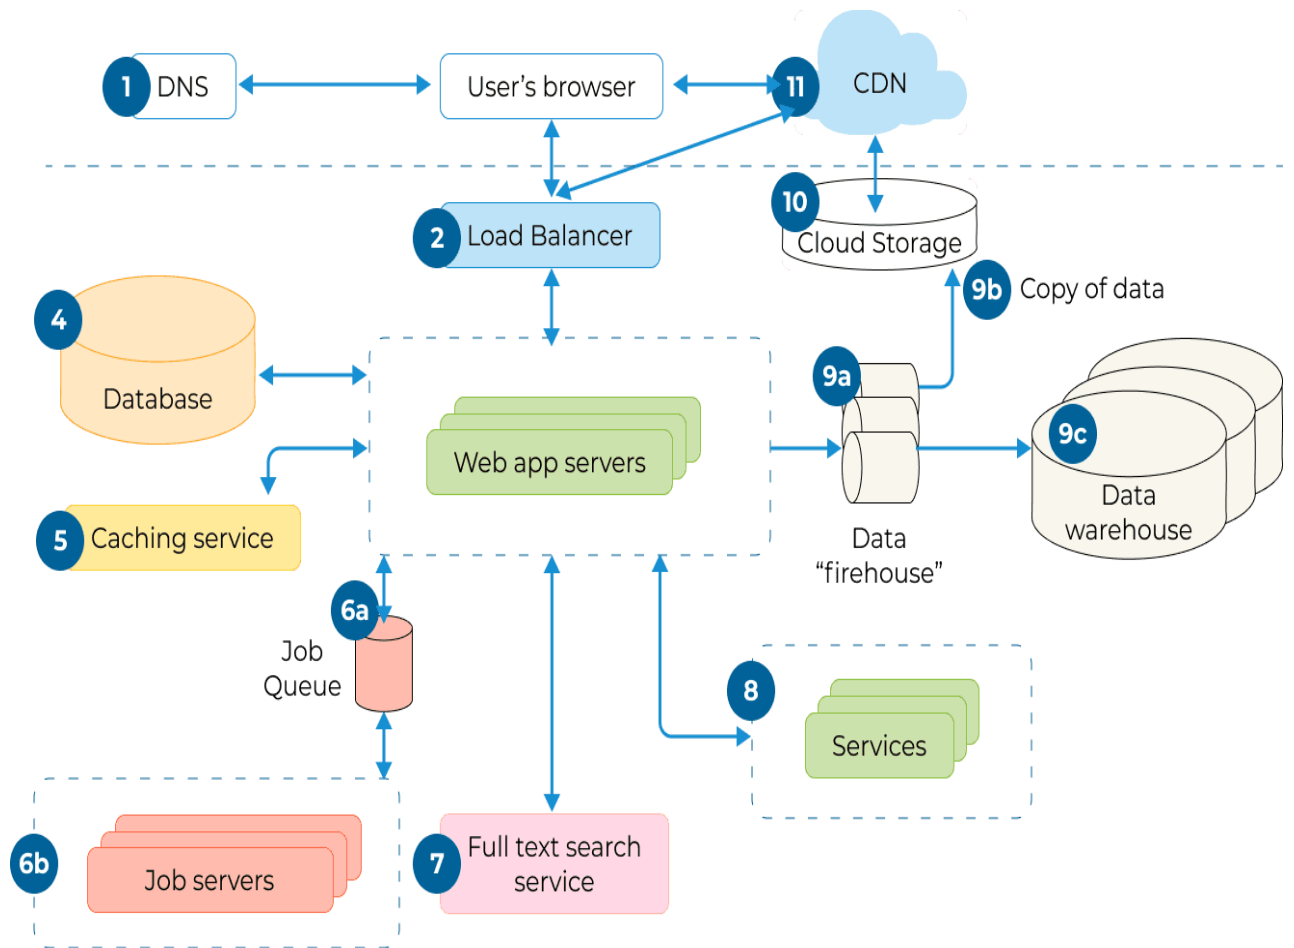 1 DNS
User's browser
11 CDN
10
Cloud Storage
2 Load Balancer
9b Copy of data
4
Database
9a
9c
Web app servers
Data
warehouse
5 Caching service
Data
“firehouse”
6a
Job
Queue
8
Services
6b
Job servers
7
Full text search
service